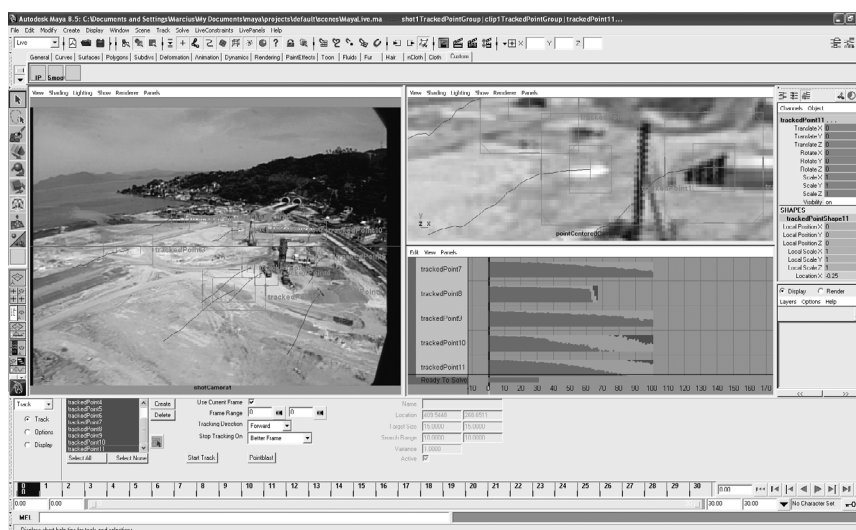 Autodesk Maya 8.5: C:\Documents and Settings\Marcius\My Documents\maya\projects\default\scenes\MayaLive.ma shot1TrackedPointGroup | clip1TrackedPointGroup | trackedPoint11...
File Edit Modify Create Display Window Scene Track Solve LiveConstraints LivePanels Help
Live X Y Z
General Curves Surfaces Polygons Subdivs Deformation Animation Dynamics Rendering PaintEffects Toon Fluids Fur Hair nCloth Cloth Custom
IP Smoo
View Shading Lighting Show Renderer Panels
View Shading Lighting Show Renderer Panels
Channels Object
trackedPoint11 . . .
Translate X 0
Translate Y 0
Translate Z 0
Rotate X 0
Rotate Y 0
Rotate Z 0
Scale X 1
Scale Y 1
Scale Z 1
Visibility on
SHAPES
trackedPointShape11
Local Position X 0
Local Position Y 0
Local Position Z 0
Local Scale X 1
Local Scale Y 1
Local Scale Z 1
Location X -0.25
Display Render
Layers Options Help
shotCamera1
Edit View Panels
trackedPoint7
trackedPoint8
trackedPoint9
trackedPoint10
trackedPoint11
Ready To Solve
-10 0 10 20 30 40 50 60 70 80 90 100 110 120 130 140 150 160 170
Track
Track
Options
Display
trackedPoint4
trackedPoint5
trackedPoint6
trackedPoint7
trackedPoint8
trackedPoint9
trackedPoint10
trackedPoint11
Select All Select None
Create
Delete
Use Current Frame
Frame Range 0 0
Tracking Direction Forward
Stop Tracking On Better Frame
Start Track Pointblast
Name
Location
Target Size 16.0000 16.0000
Search Range 10.0000 10.0000
Variance 1.0000
Active
0 1 2 3 4 5 6 7 8 9 10 11 12 13 14 15 16 17 18 19 20 21 22 23 24 25 26 27 28 29 30 0.00
0.00 0.00 30.00 30.00 No Character Set
MEL